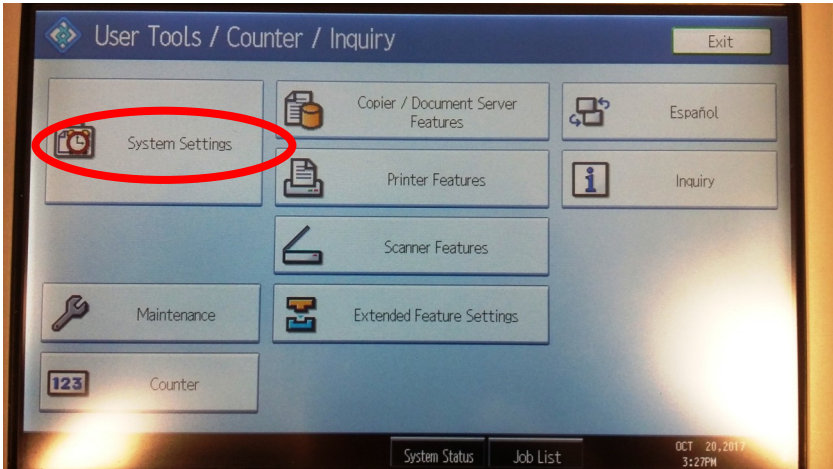 User Tools / Counter / Inquiry
Exit
System Settings
Copier / Document Server
Features
Español
Printer Features
Inquiry
Scanner Features
Maintenance
Extended Feature Settings
123
Counter
System Status
Job List
OCT 20,2017
3:27PM